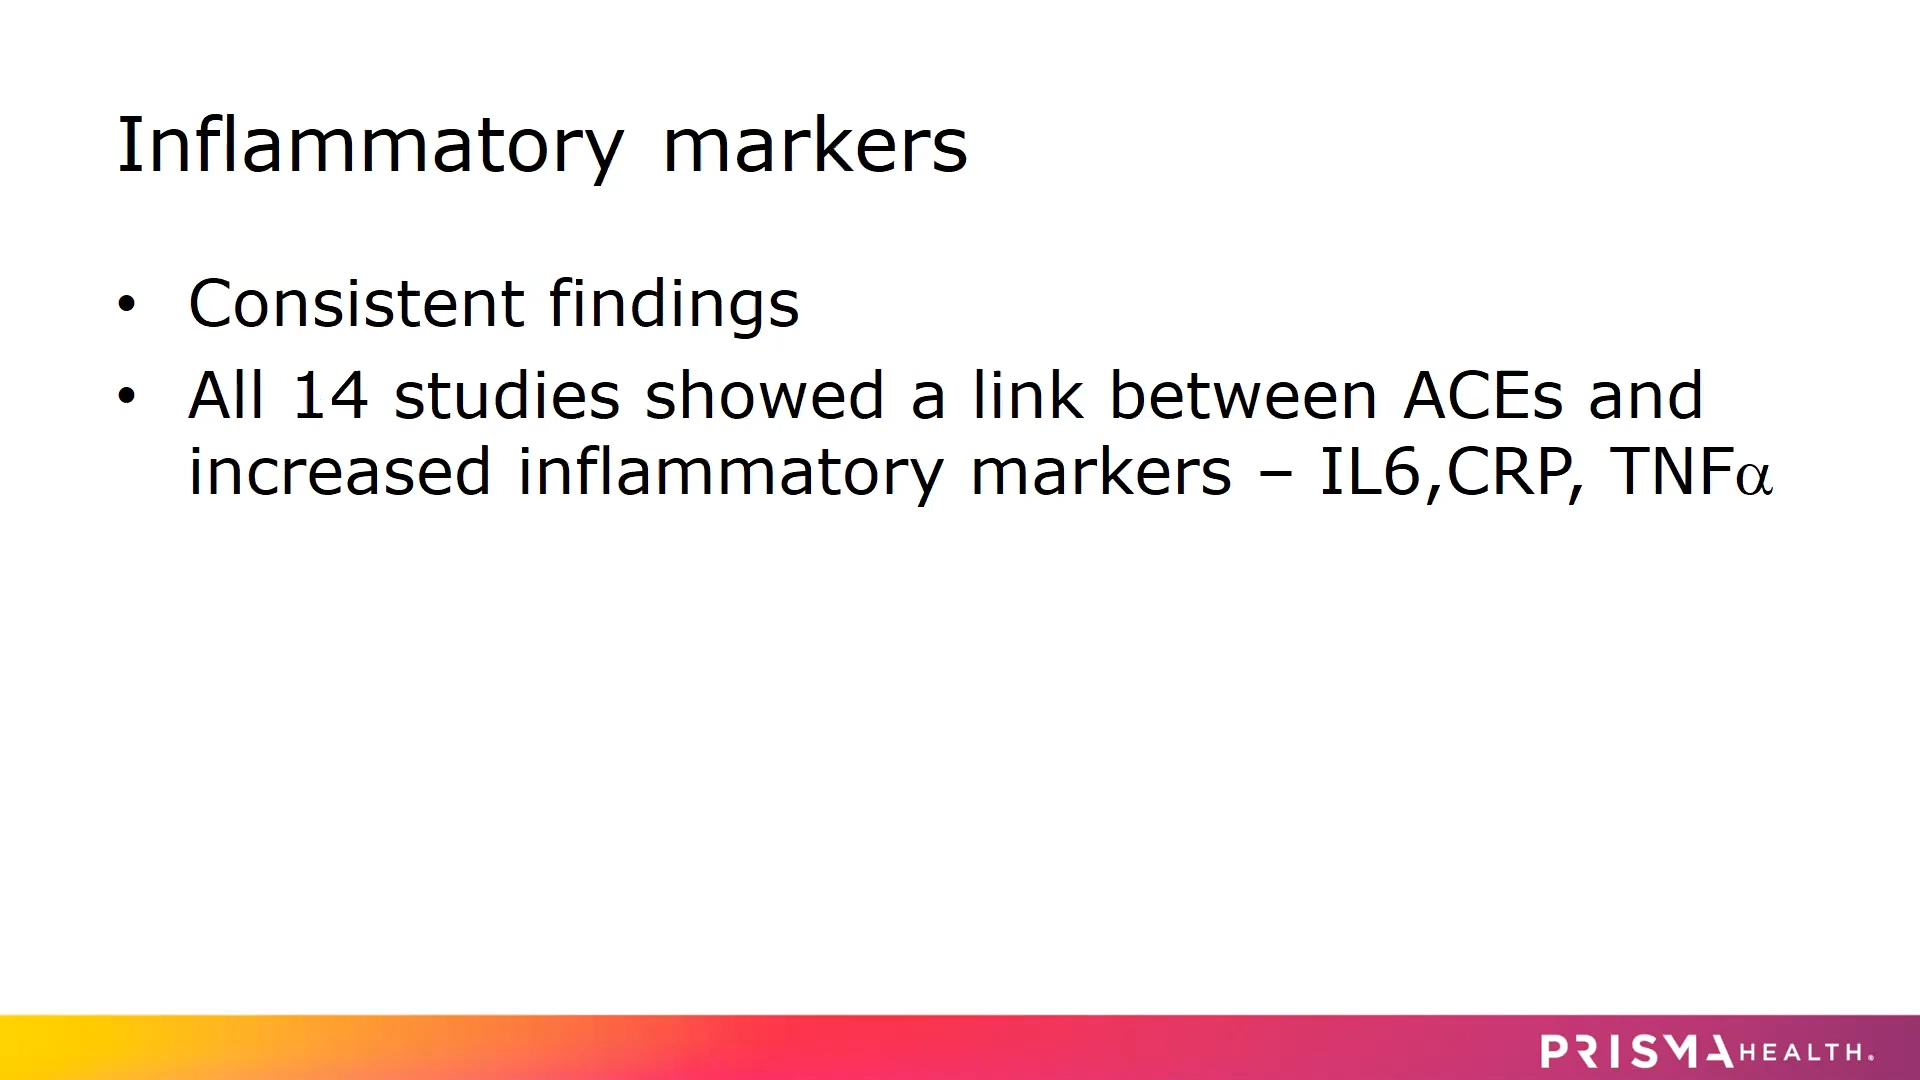 Inflammatory markers
• Consistent findings
• All 14 studies showed a link between ACEs and
increased inflammatory markers – IL6,CRP, TNFα
PRISMA HEALTH®